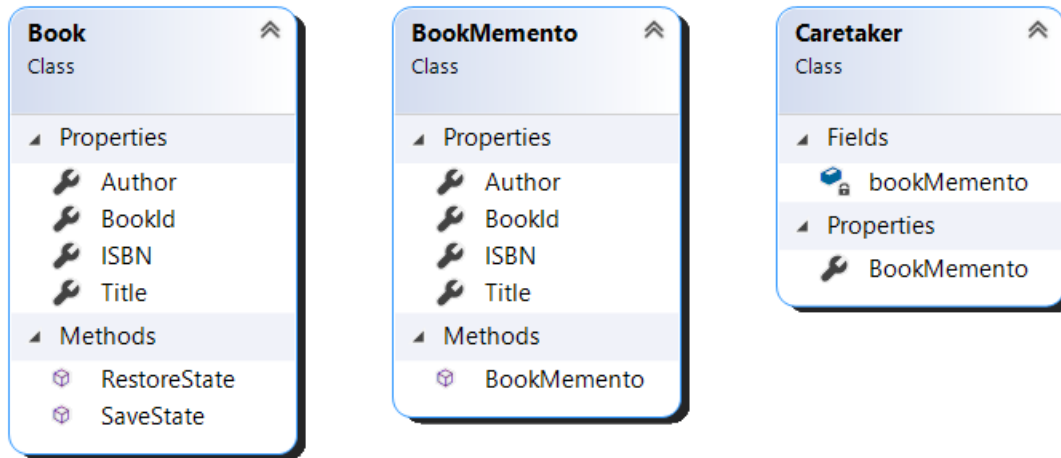 Book
Class
Properties
Author
BookId
ISBN
Title
Methods
RestoreState
SaveState
BookMemento
Class
Properties
Author
BookId
ISBN
Title
Methods
BookMemento
Caretaker
Class
Fields
bookMemento
Properties
BookMemento